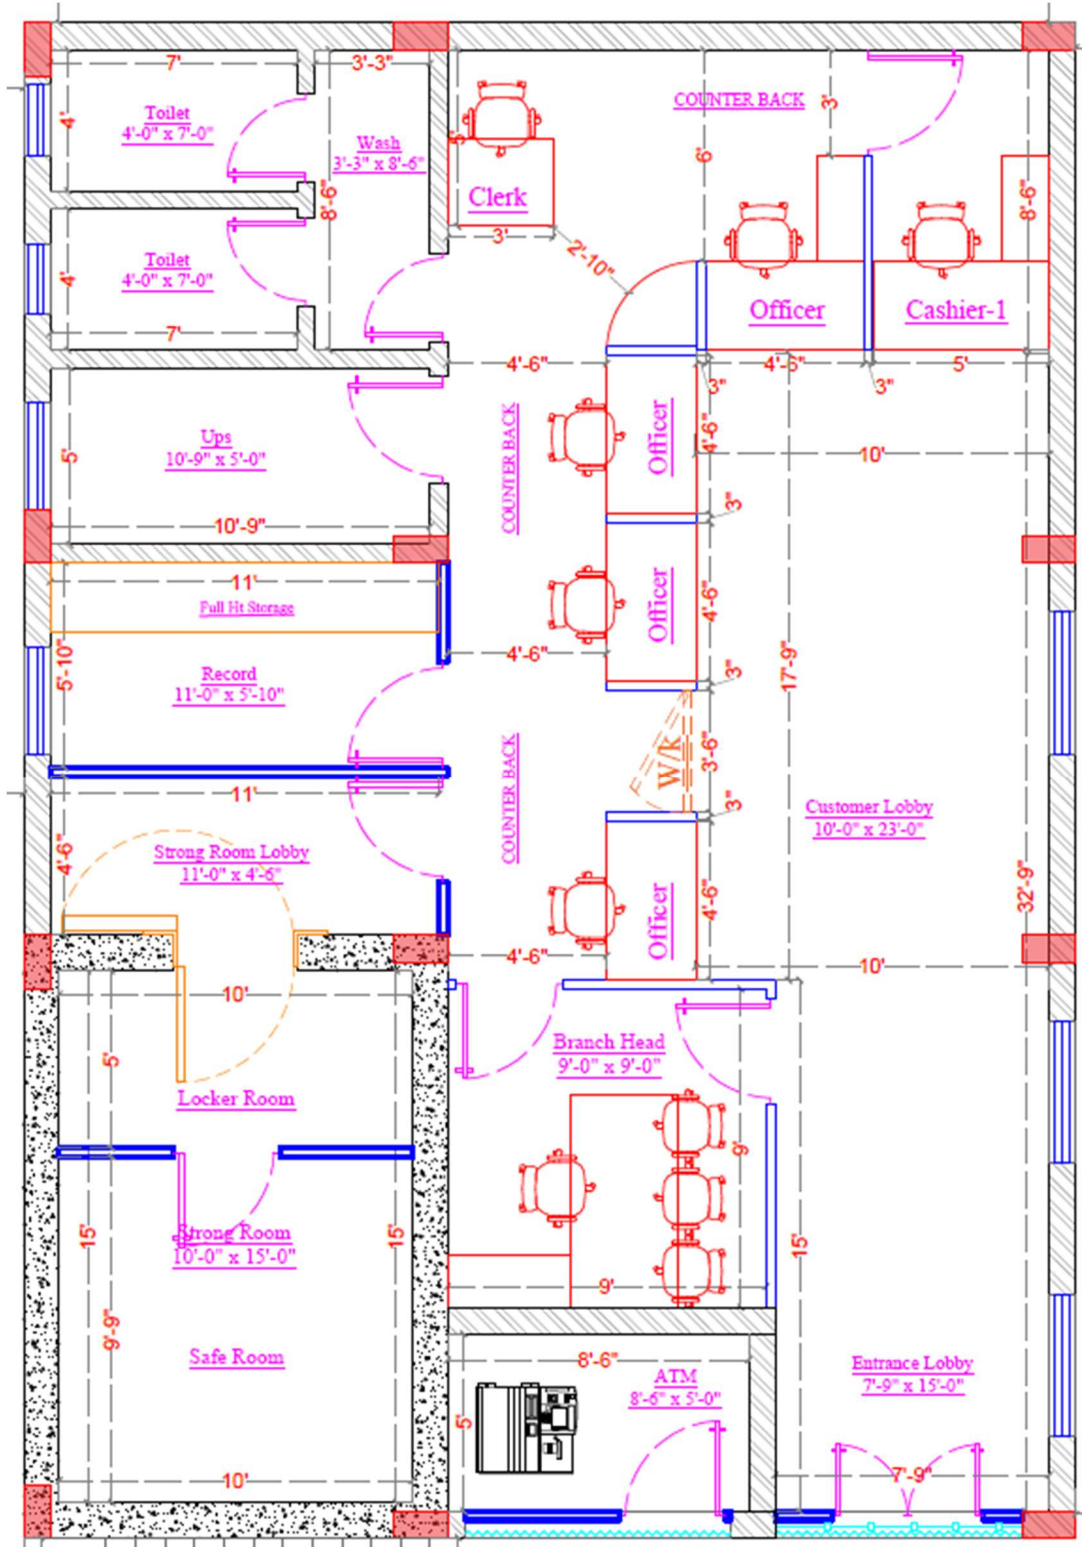 7'
3'-3"
Toilet
4'-0" x 7'-0"
4'
Wash
3'-3" x 8'-6"
8'-6"
Toilet
4'-0" x 7'-0"
4'
7'
5'
Clerk
3'
2'-10"
COUNTER BACK
6'
3'
8'-6"
Officer
Cashier-1
4'-6"
3"
4'-6"
3"
5'
Ups
10'-9" x 5'-0"
5'
10'-9"
COUNTER BACK
Officer
4'-6"
10'
3"
11'
Full Ht Storage
5'-10"
Record
11'-0" x 5'-10"
4'-6"
Officer
4'-6"
3"
17'-9"
W/k
3'-6"
3"
11'
4'-6"
Strong Room Lobby
11'-0" x 4'-6"
COUNTER BACK
Customer Lobby
10'-0" x 23'-0"
32'-9"
Officer
4'-6"
4'-6"
10'
10'
5'
Locker Room
Branch Head
9'-0" x 9'-0"
9'
9'
15'
15'
15'
Strong Room
10'-0" x 15'-0"
9'-9"
Safe Room
10'
8'-6"
ATM
8'-6" x 5'-0"
5'
Entrance Lobby
7'-9" x 15'-0"
7'-9"